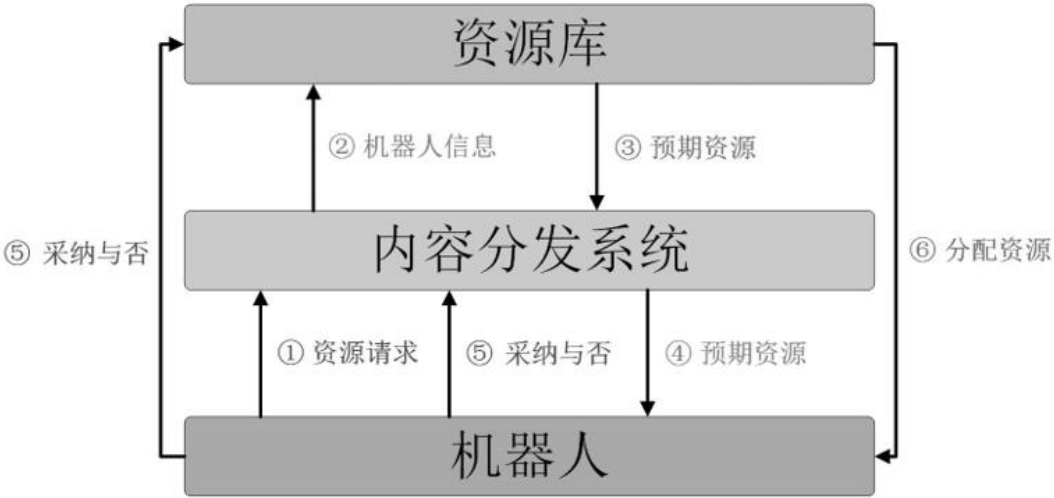 资源库
② 机器人信息
③ 预期资源
内容分发系统
⑤ 采纳与否
⑥ 分配资源
① 资源请求
⑤ 采纳与否
④ 预期资源
机器人